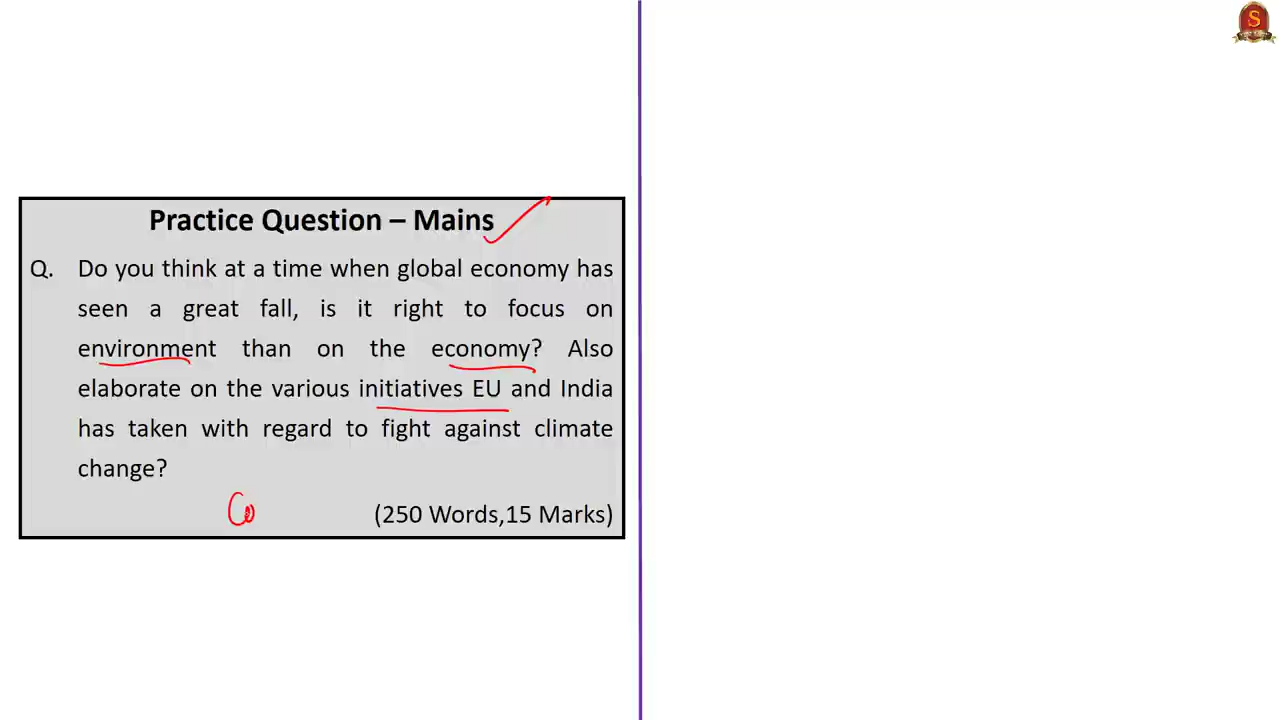 Practice Question – Mains
Q. Do you think at a time when global economy has
seen a great fall, is it right to focus on
environment than on the economy? Also
elaborate on the various initiatives EU and India
has taken with regard to fight against climate
change?
(250 Words,15 Marks)
S